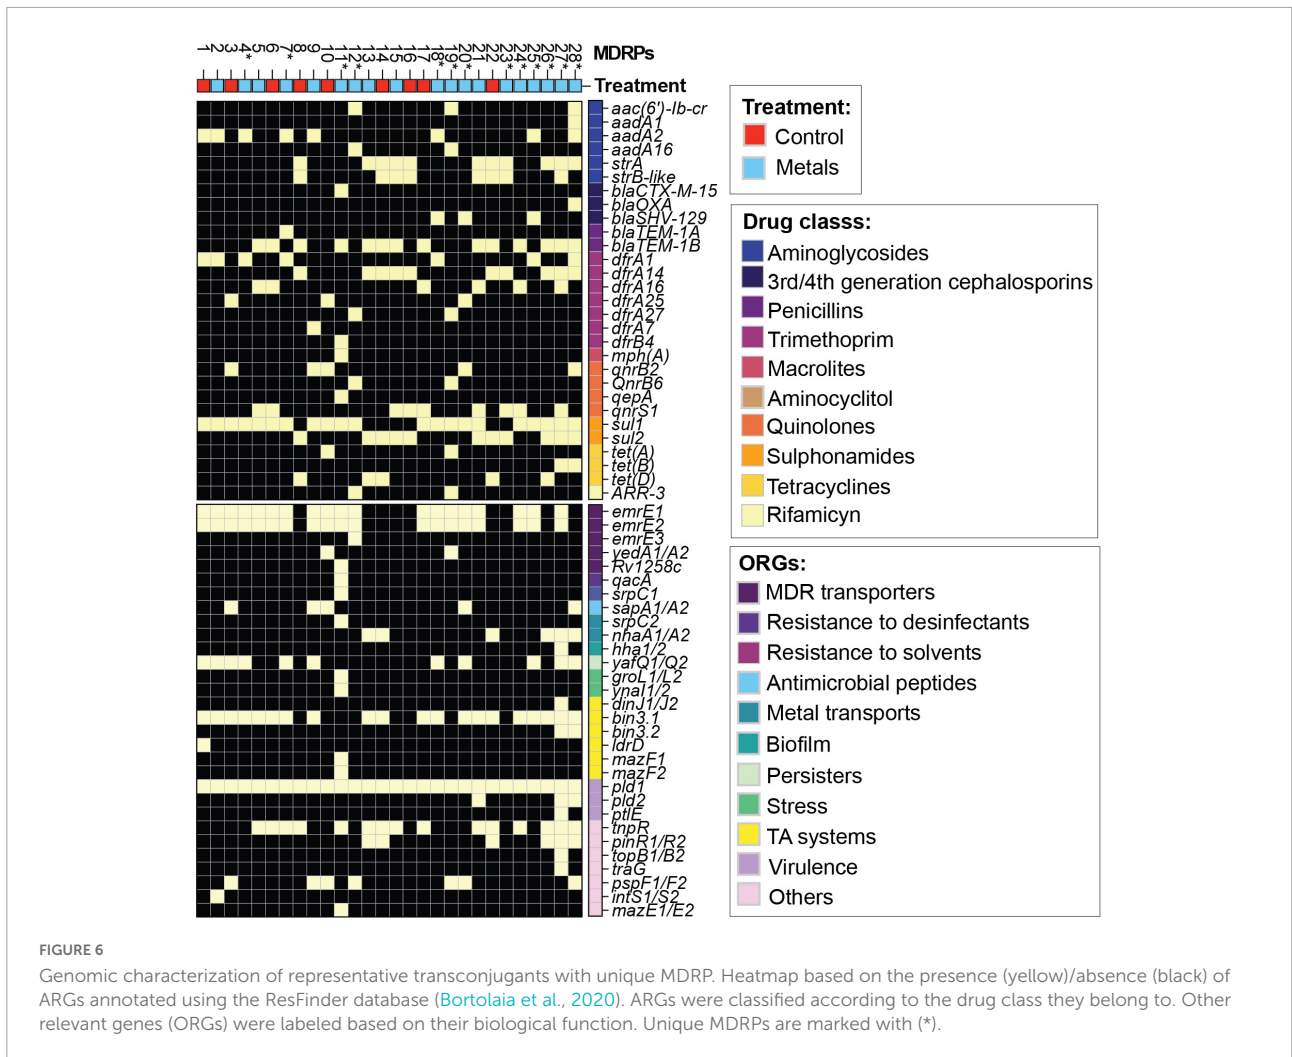 1 2 3 4* 5 6 7* 8 9 10 11* 12* 13 14 15 16 17 18* 19* 20* 21 22 23* 24* 25* 26* 27* 28* MDRPs
Treatment
aac(6')-Ib-cr
aadA1
aadA2
aadA16
strA
strB-like
blaCTX-M-15
blaOXA
blaSHV-129
blaTEM-1A
blaTEM-1B
dfrA1
dfrA14
dfrA16
dfrA25
dfrA27
dfrA7
dfrB4
mph(A)
qnrB2
QnrB6
qepA
qnrS1
sul1
sul2
tet(A)
tet(B)
tet(D)
ARR-3
emrE1
emrE2
emrE3
yedA1/A2
Rv1258c
qacA
srpC1
sapA1/A2
srpC2
nhaA1/A2
hha1/2
yafQ1/Q2
groL1/L2
ynaI1/2
dinJ1/J2
bin3.1
bin3.2
ldrD
mazF1
mazF2
pld1
pld2
ptlE
tnpR
pinR1/R2
topB1/B2
traG
pspF1/F2
intS1/S2
mazE1/E2
Treatment:
Control
Metals
Drug classs:
Aminoglycosides
3rd/4th generation cephalosporins
Penicillins
Trimethoprim
Macrolites
Aminocyclitol
Quinolones
Sulphonamides
Tetracyclines
Rifamicyn
ORGs:
MDR transporters
Resistance to desinfectants
Resistance to solvents
Antimicrobial peptides
Metal transports
Biofilm
Persisters
Stress
TA systems
Virulence
Others
FIGURE 6
Genomic characterization of representative transconjugants with unique MDRP. Heatmap based on the presence (yellow)/absence (black) of
ARGs annotated using the ResFinder database (Bortolaia et al., 2020). ARGs were classified according to the drug class they belong to. Other
relevant genes (ORGs) were labeled based on their biological function. Unique MDRPs are marked with (*).